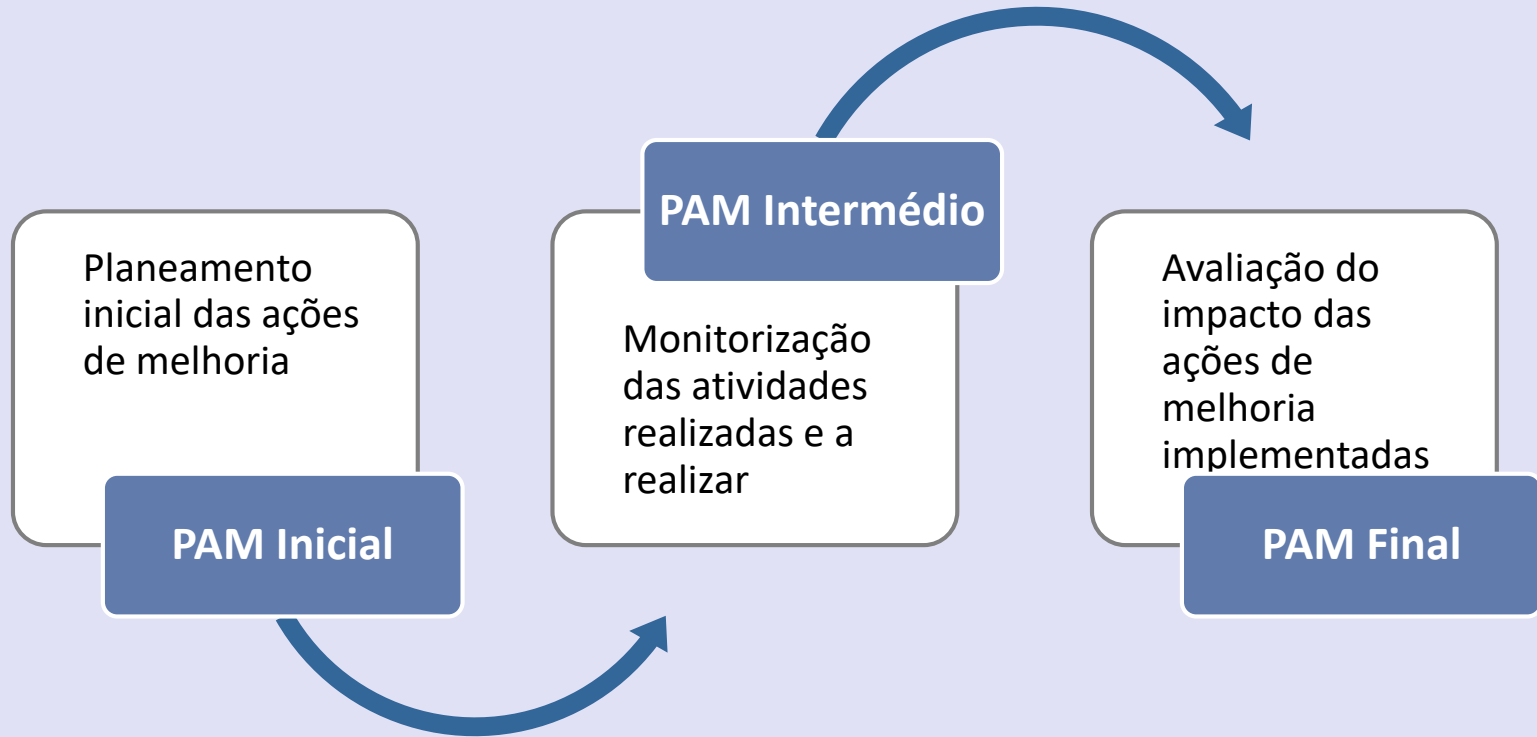 Planeamento
inicial das ações
de melhoria
PAM Inicial
PAM Intermédio
Monitorização
das atividades
realizadas e a
realizar
Avaliação do
impacto das
ações de
melhoria
implementadas
PAM Final